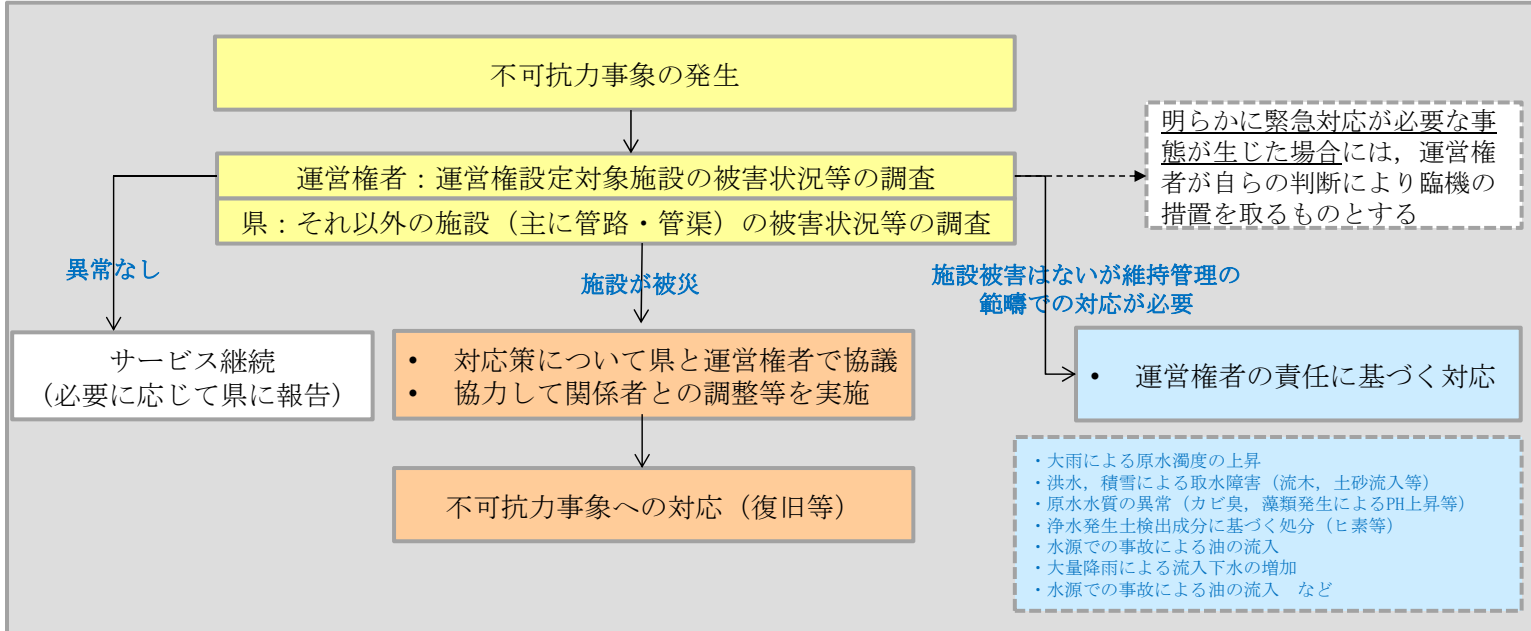 不可抗力事象の発生
明らかに緊急対応が必要な事
態が生じた場合には，運営権
者が自らの判断により臨機の
措置を取るものとする
運営権者：運営権設定対象施設の被害状況等の調査
県：それ以外の施設（主に管路・管渠）の被害状況等の調査
異常なし
施設が被災
施設被害はないが維持管理の
範疇での対応が必要
サービス継続
(必要に応じて県に報告)
• 対応策について県と運営権者で協議
• 協力して関係者との調整等を実施
• 運営権者の責任に基づく対応
不可抗力事象への対応（復旧等）
・大雨による原水濁度の上昇
・洪水，積雪による取水障害（流木，土砂流入等）
・原水水質の異常（カビ臭，藻類発生によるPH上昇等）
・浄水発生土検出成分に基づく処分（ヒ素等）
・水源での事故による油の流入
・大量降雨による流入下水の増加
・水源での事故による油の流入　など